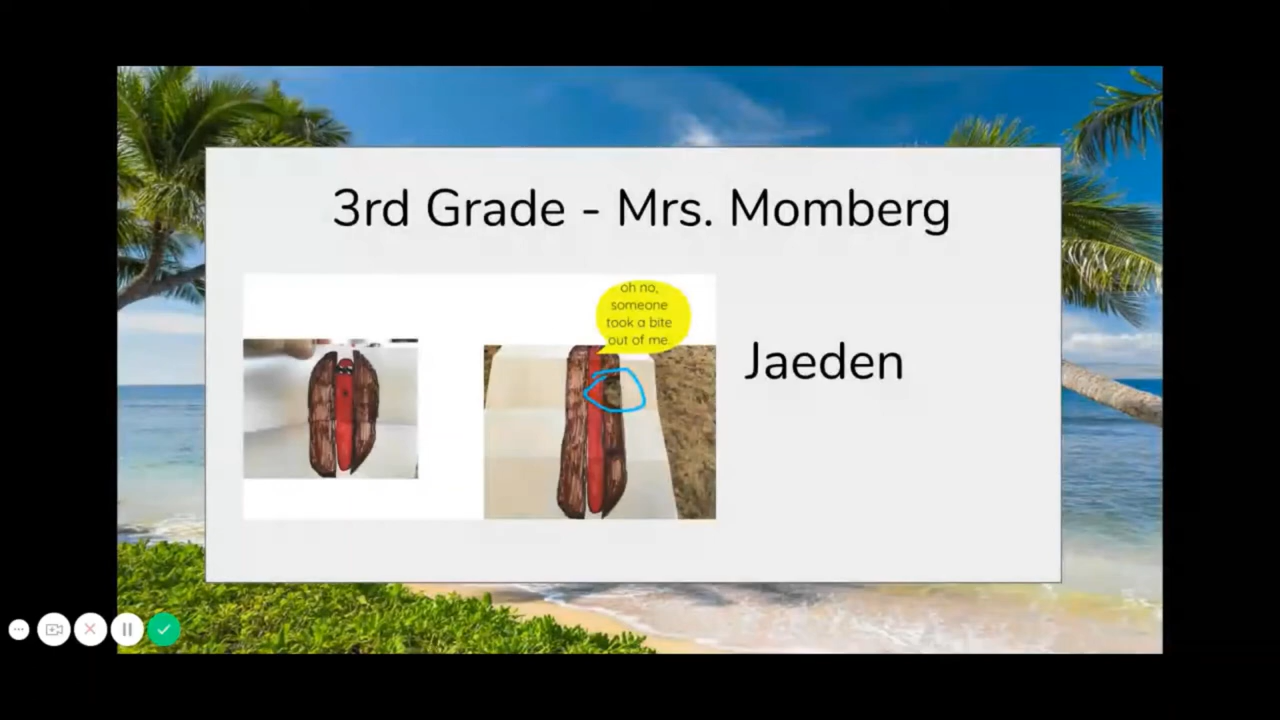 3rd Grade - Mrs. Momberg
oh no,
someone
took a bite
out of me.
Jaeden